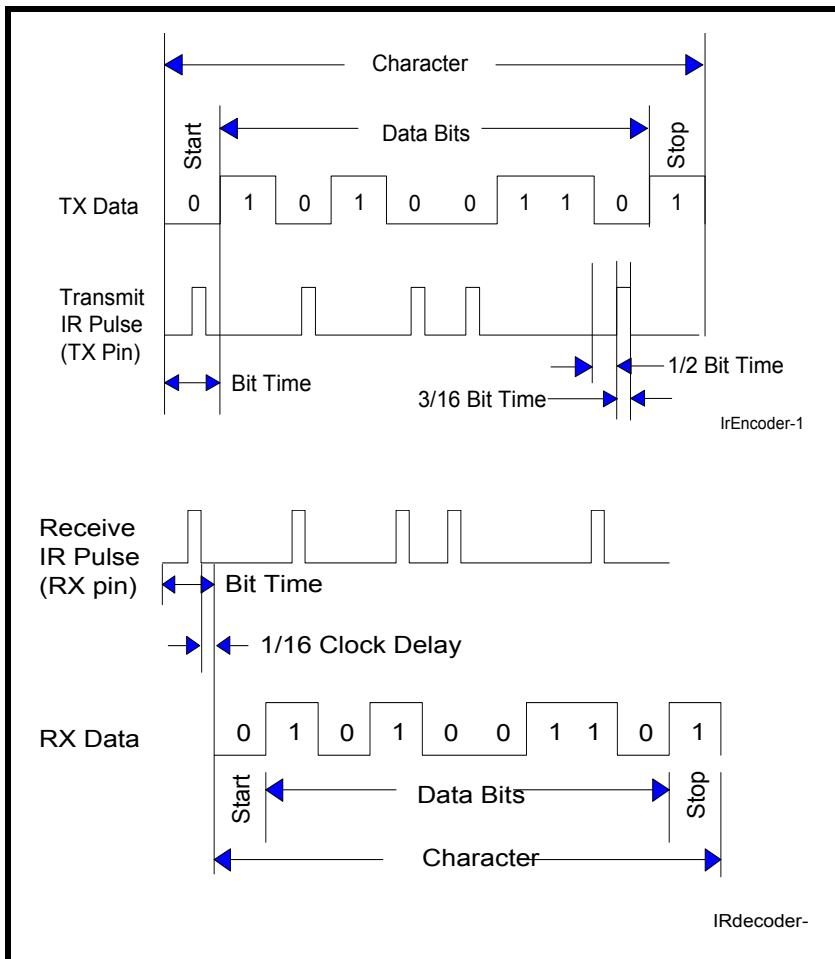 Character
Start
Data Bits
Stop
TX Data
0 1 0 1 0 0 1 1 0 1
Transmit
IR Pulse
(TX Pin)
Bit Time
1/2 Bit Time
3/16 Bit Time
IrEncoder-1
Receive
IR Pulse
(RX pin)
Bit Time
1/16 Clock Delay
RX Data
0 1 0 1 0 0 1 1 0 1
Start
Data Bits
Stop
Character
IRdecoder-